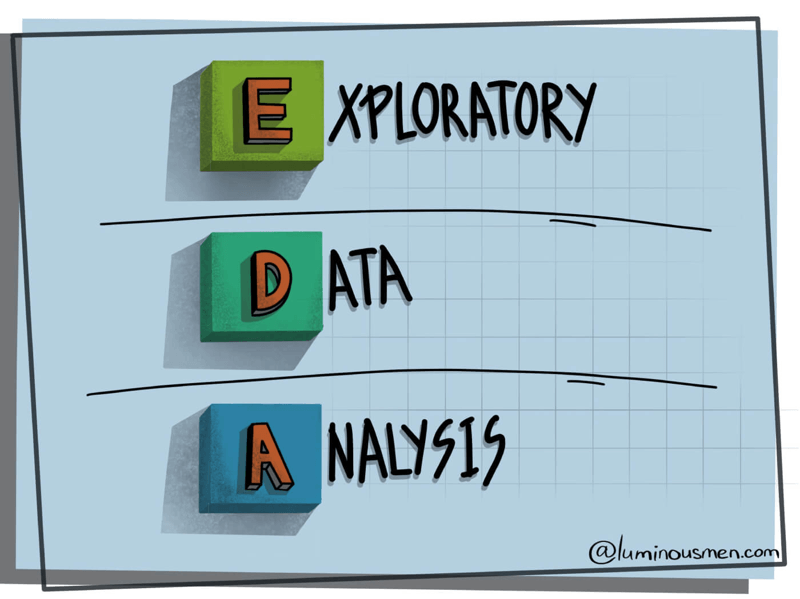 EXPLORATORY
DATA
ANALYSIS
@luminousmen.com